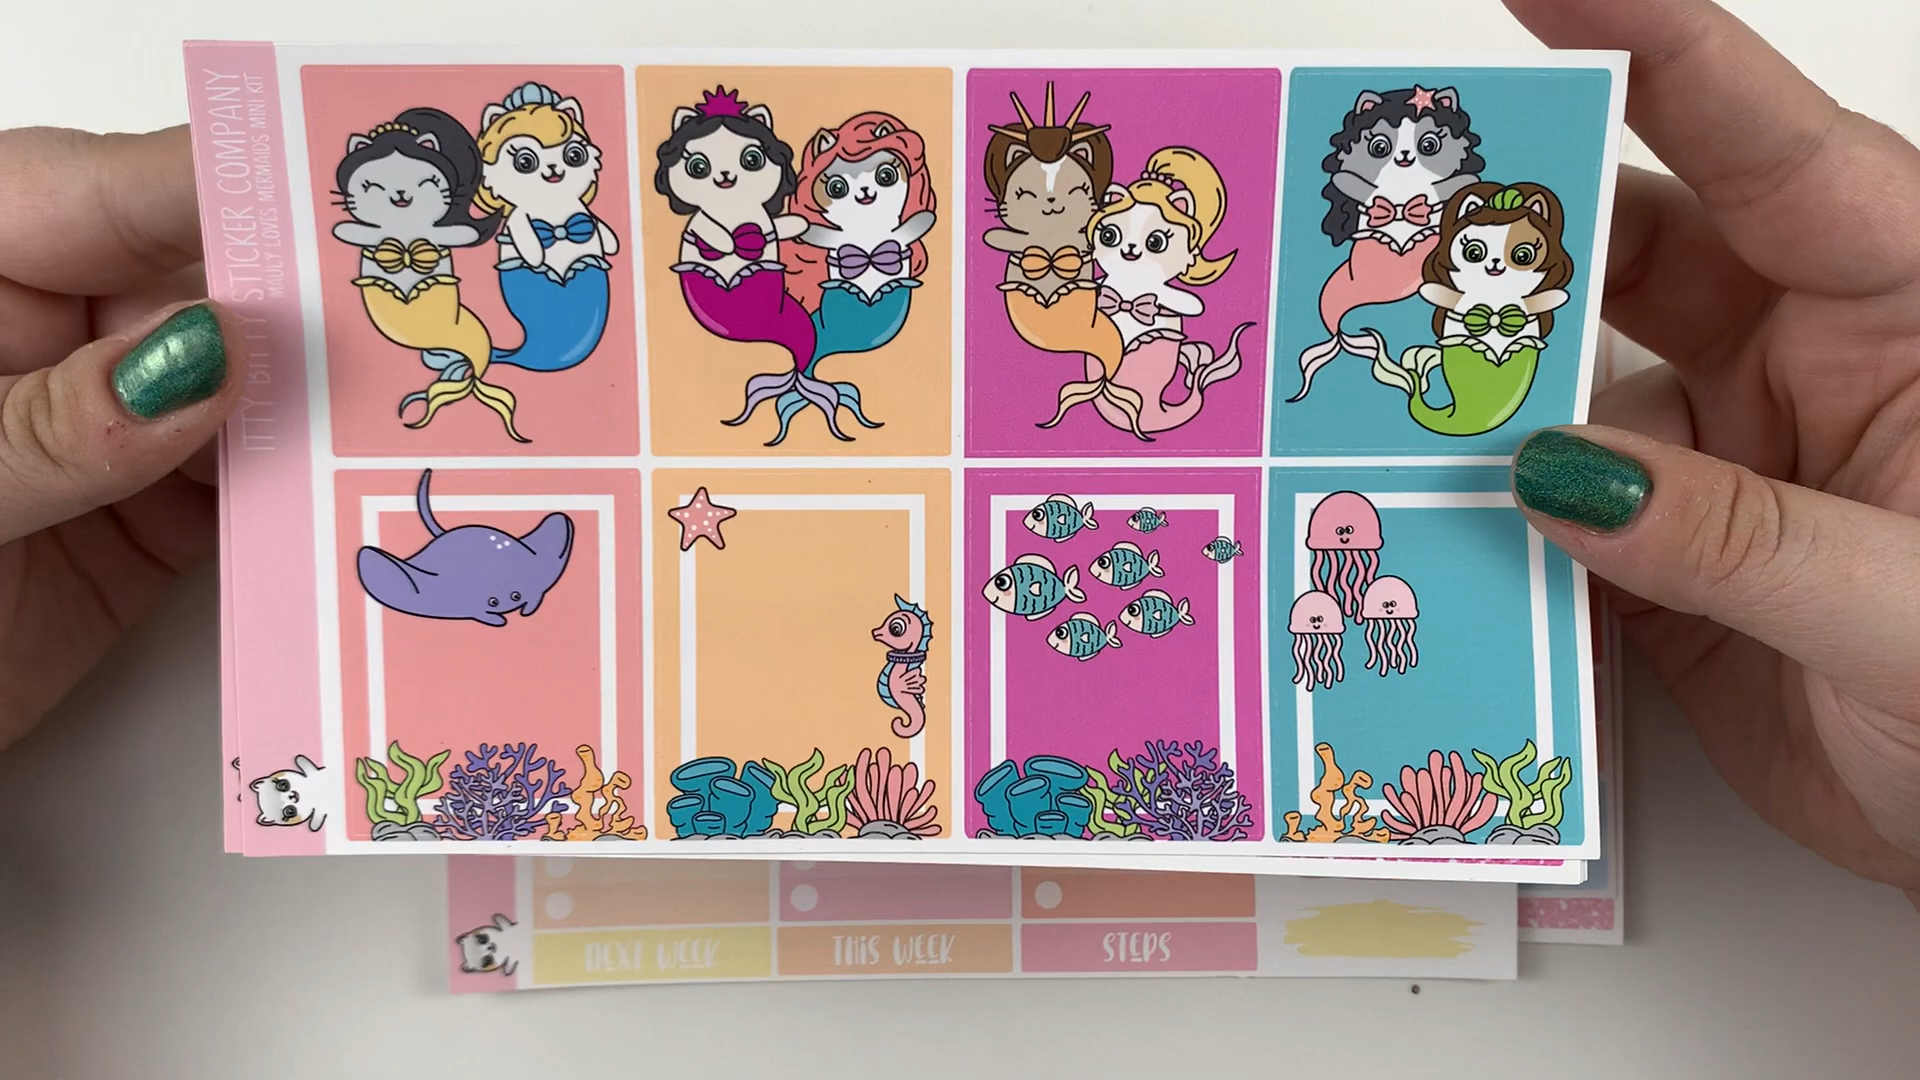 ITTY BITTY STICKER COMPANY
MAULY LOVES MERMAIDS MINI KIT
NEXT WEEK
THIS WEEK
STEPS